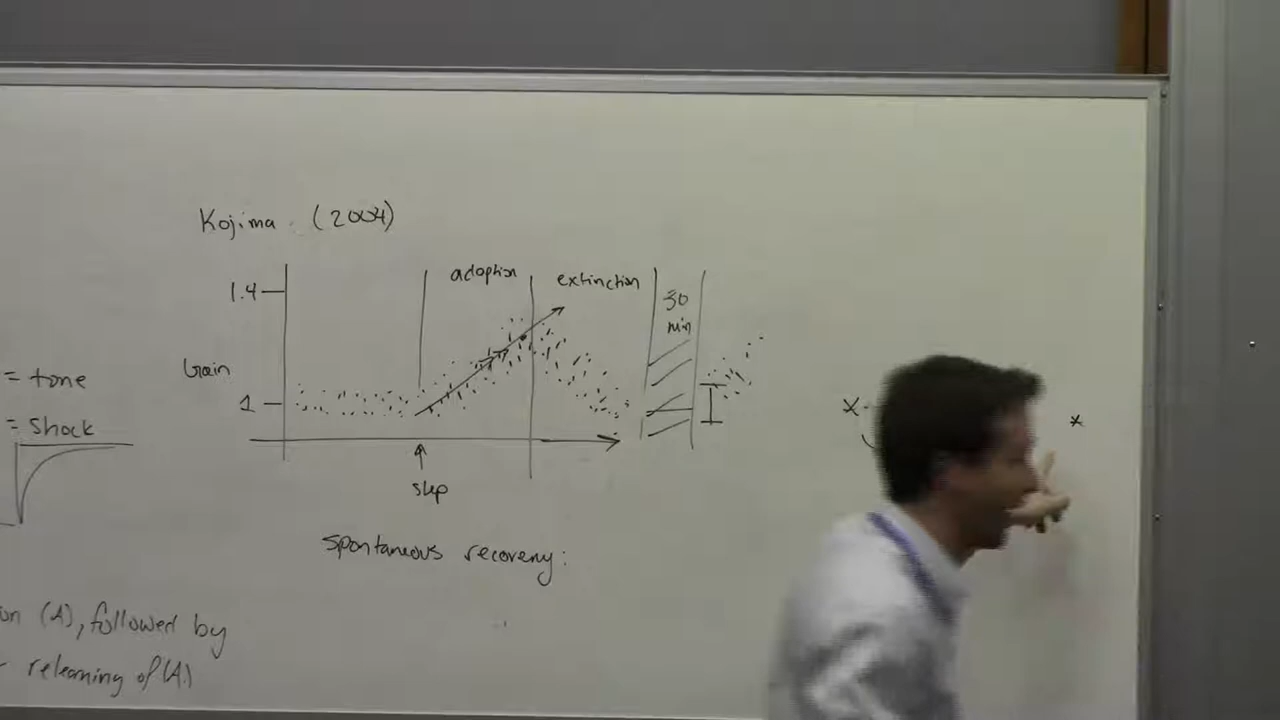 Kojima (2004)
adaption
extinction
1.4
30
min
Gain
= tone
1
= Shock
x
*
step
spontaneous recovery:
on (A), followed by
relearning of (A)